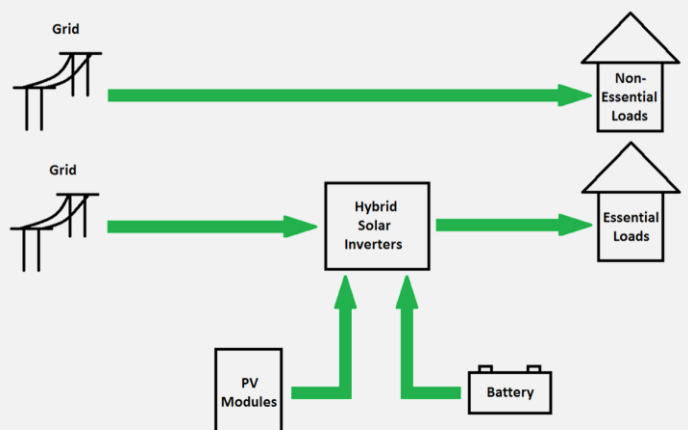 Grid
Non-
Essential
Loads
Grid
Hybrid
Solar
Inverters
Essential
Loads
PV
Modules
Battery